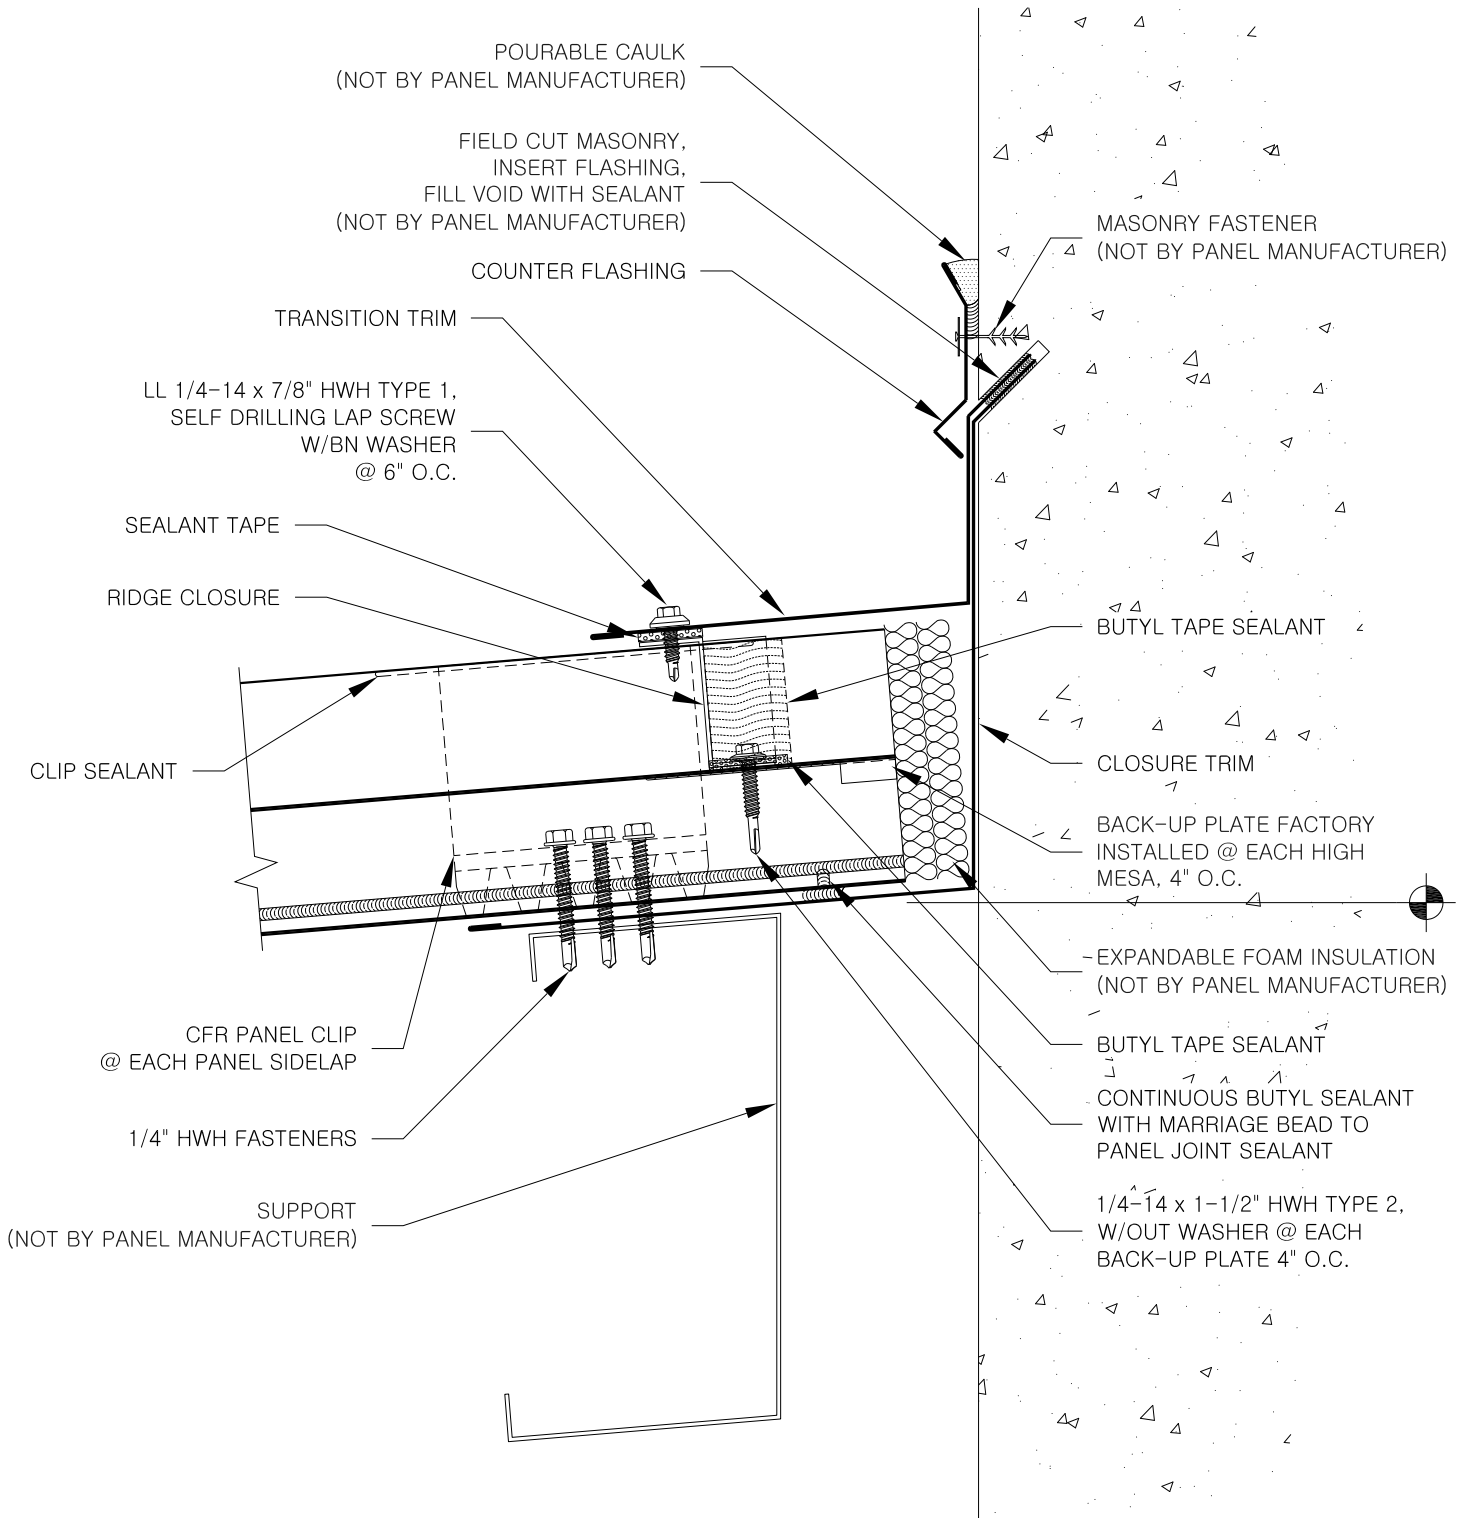 POURABLE CAULK
(NOT BY PANEL MANUFACTURER)
FIELD CUT MASONRY,
INSERT FLASHING,
FILL VOID WITH SEALANT
(NOT BY PANEL MANUFACTURER)
COUNTER FLASHING
TRANSITION TRIM
LL 1/4-14 x 7/8" HWH TYPE 1,
SELF DRILLING LAP SCREW
W/BN WASHER
@ 6" O.C.
SEALANT TAPE
RIDGE CLOSURE
CLIP SEALANT
CFR PANEL CLIP
@ EACH PANEL SIDELAP
1/4" HWH FASTENERS
SUPPORT
(NOT BY PANEL MANUFACTURER)
MASONRY FASTENER
(NOT BY PANEL MANUFACTURER)
BUTYL TAPE SEALANT
CLOSURE TRIM
BACK-UP PLATE FACTORY
INSTALLED @ EACH HIGH
MESA, 4" O.C.
EXPANDABLE FOAM INSULATION
(NOT BY PANEL MANUFACTURER)
BUTYL TAPE SEALANT
CONTINUOUS BUTYL SEALANT
WITH MARRIAGE BEAD TO
PANEL JOINT SEALANT
1/4-14 x 1-1/2" HWH TYPE 2,
W/OUT WASHER @ EACH
BACK-UP PLATE 4" O.C.